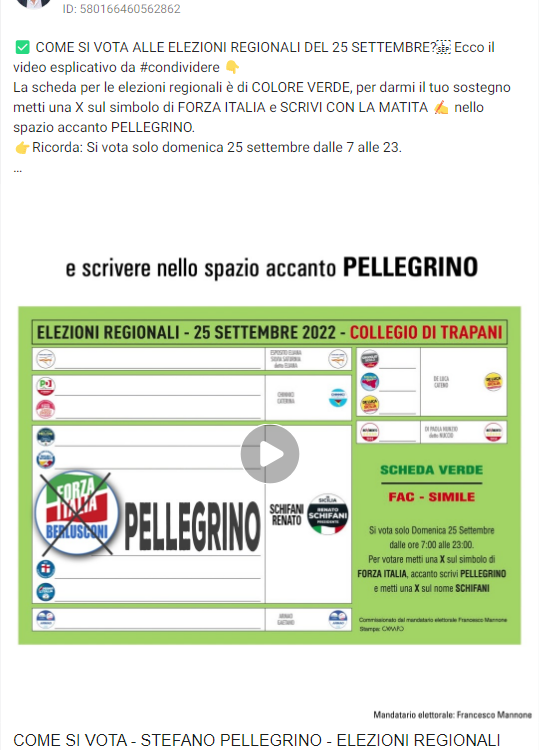 ID: 580166460562862
✅ COME SI VOTA ALLE ELEZIONI REGIONALI DEL 25 SETTEMBRE? Ecco il
video esplicativo da #condividere 👇
La scheda per le elezioni regionali è di COLORE VERDE, per darmi il tuo sostegno
metti una X sul simbolo di FORZA ITALIA e SCRIVI CON LA MATITA ✍ nello
spazio accanto PELLEGRINO.
👉Ricorda: Si vota solo domenica 25 settembre dalle 7 alle 23.
...
e scrivere nello spazio accanto PELLEGRINO
ELEZIONI REGIONALI - 25 SETTEMBRE 2022 - COLLEGIO DI TRAPANI
ESPOSITO ELIANA
SILVIA SATURNIA
detto ELIANA
CHINNICI
CATERINA
FORZA
ITALIA
BERLUSCONI
PELLEGRINO
SCHIFANI
RENATO
SICILIA
RENATO
SCHIFANI
PRESIDENTE
ARMAO
GAETANO
DE LUCA
CATENO
DI PAOLA NUNZIO
detto NUCCIO
SCHEDA VERDE
FAC - SIMILE
Si vota solo Domenica 25 Settembre
dalle ore 7:00 alle 23:00.
Per votare metti una X sul simbolo di
FORZA ITALIA, accanto scrivi PELLEGRINO
e metti una X sul nome SCHIFANI
Commissionato dal mandatario elettorale Francesco Mannone
Stampa:
Mandatario elettorale: Francesco Mannone
COME SI VOTA - STEFANO PELLEGRINO - ELEZIONI REGIONALI